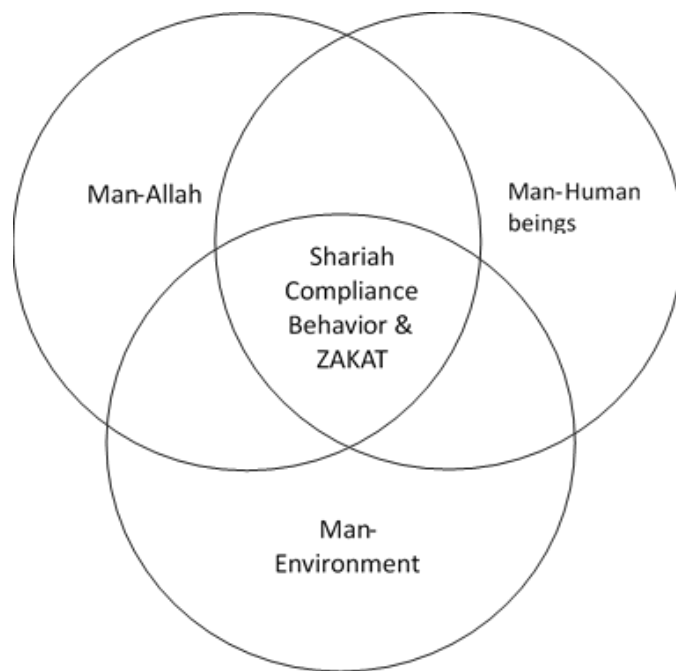 Man-Allah
Man-Human
beings
Shariah
Compliance
Behavior &
ZAKAT
Man-
Environment